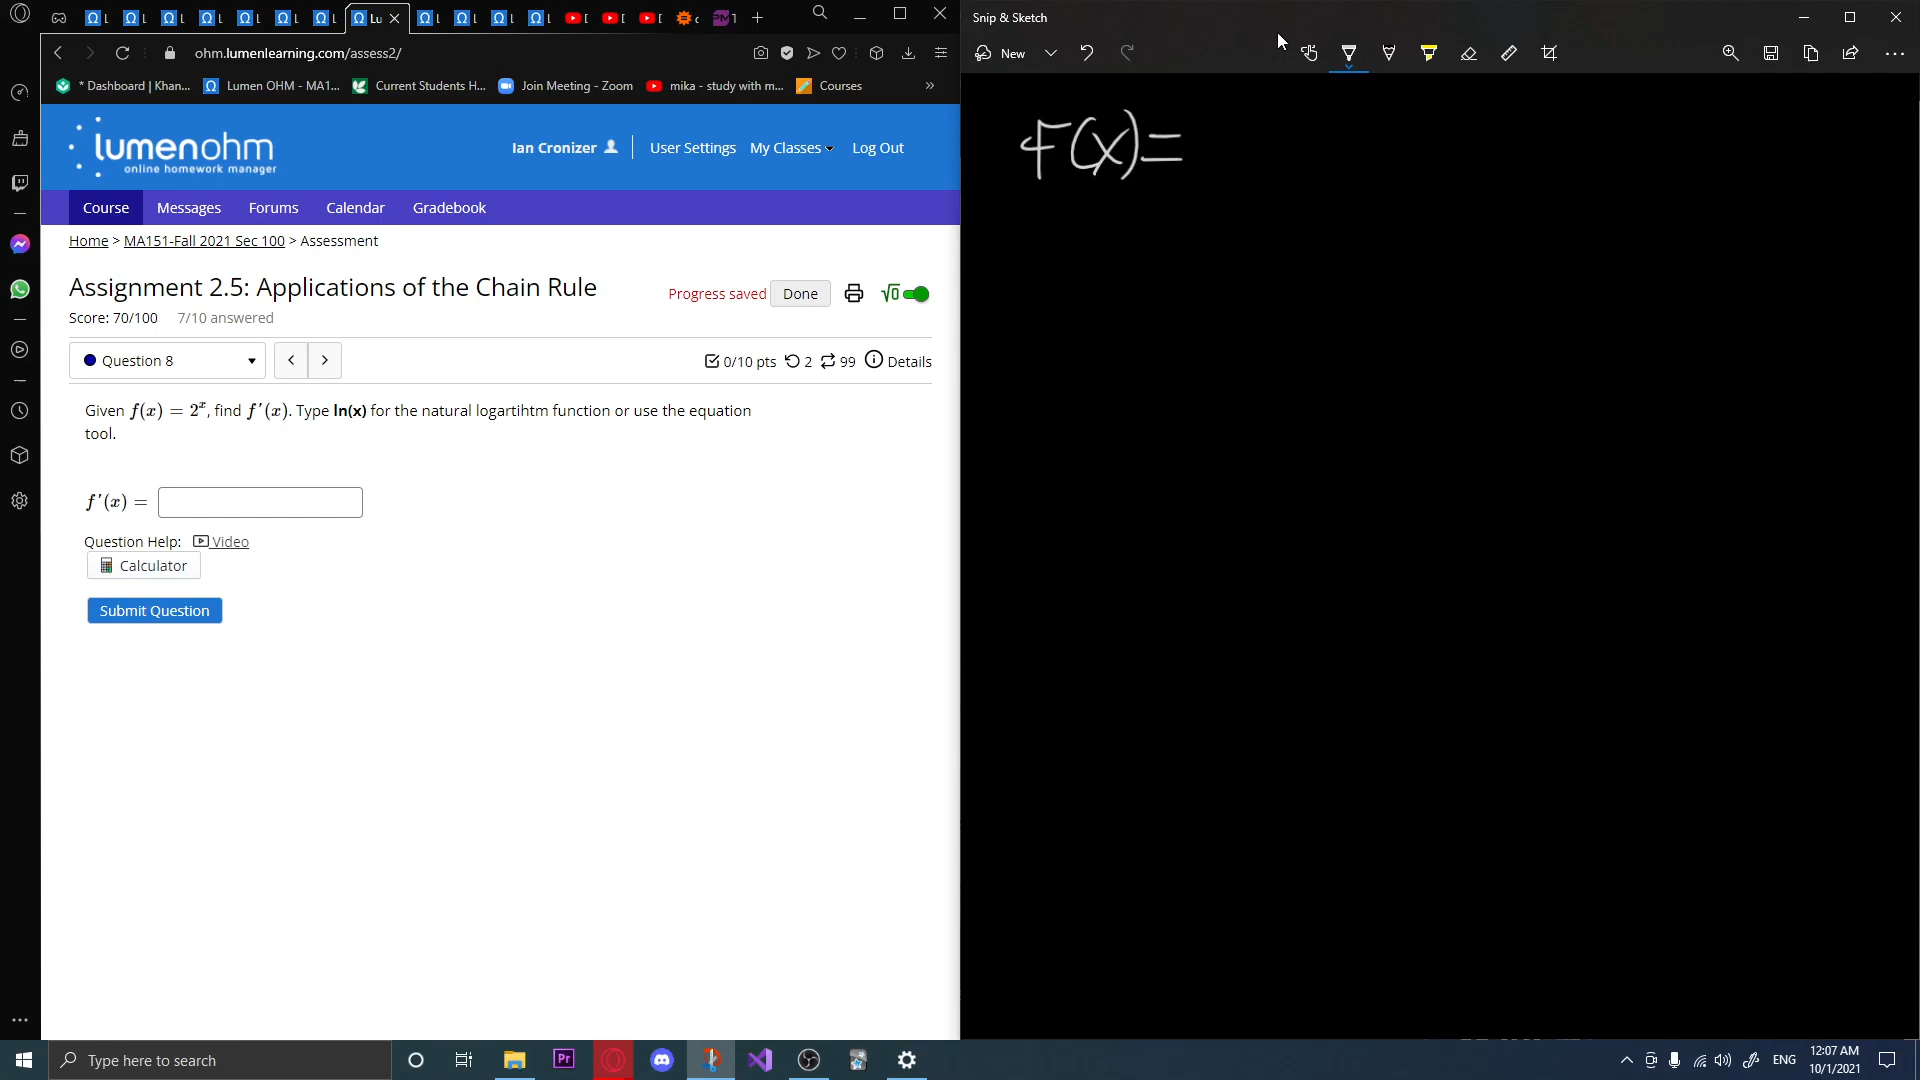 Lu
ohm.lumenlearning.com/assess2/
* Dashboard | Khan...
Lumen OHM - MA1...
Current Students H...
Join Meeting - Zoom
mika - study with m...
Courses
»
lumenohm
online homework manager
Ian Cronizer
User Settings
My Classes
Log Out
Course
Messages
Forums
Calendar
Gradebook
Home > MA151-Fall 2021 Sec 100 > Assessment
Assignment 2.5: Applications of the Chain Rule
Progress saved
Done
√0
Score: 70/100 7/10 answered
Question 8
< >
0/10 pts 2 99 Details
Given f(x) = 2ˣ, find f'(x). Type ln(x) for the natural logartihtm function or use the equation
tool.
f'(x) =
Question Help: Video
Calculator
Submit Question
Snip & Sketch
New
F(x)=
Type here to search
Pr
ENG
12:07 AM
10/1/2021